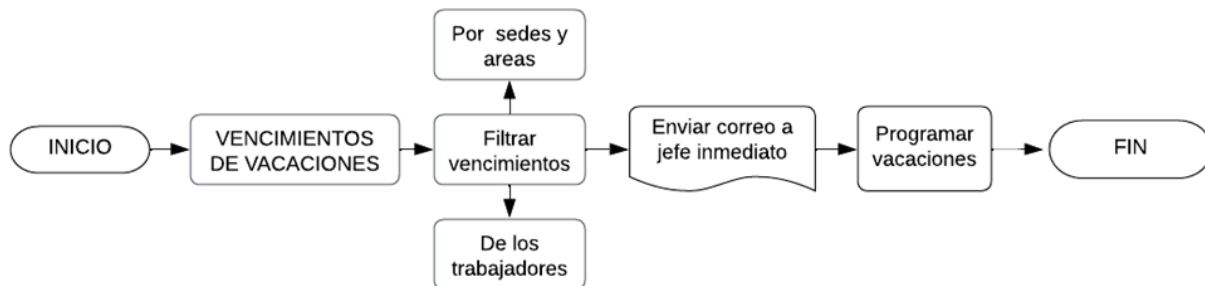 Por sedes y
areas
INICIO
VENCIMIENTOS
DE VACACIONES
Filtrar
vencimientos
Enviar correo a
jefe inmediato
Programar
vacaciones
FIN
De los
trabajadores